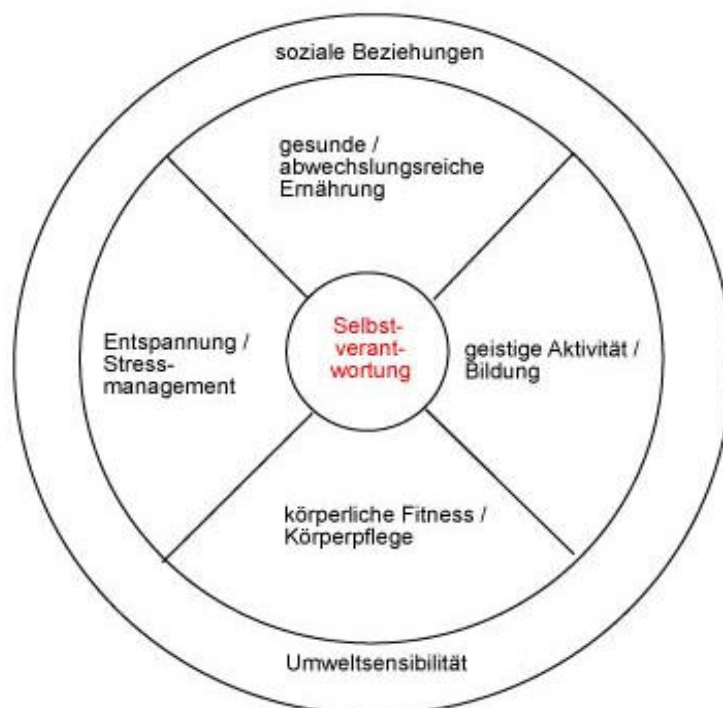 soziale Beziehungen
gesunde /
abwechslungsreiche
Ernährung
Entspannung /
Stress-
management
Selbst-
verant-
wortung
geistige Aktivität /
Bildung
körperliche Fitness /
Körperpflege
Umweltsensibilität